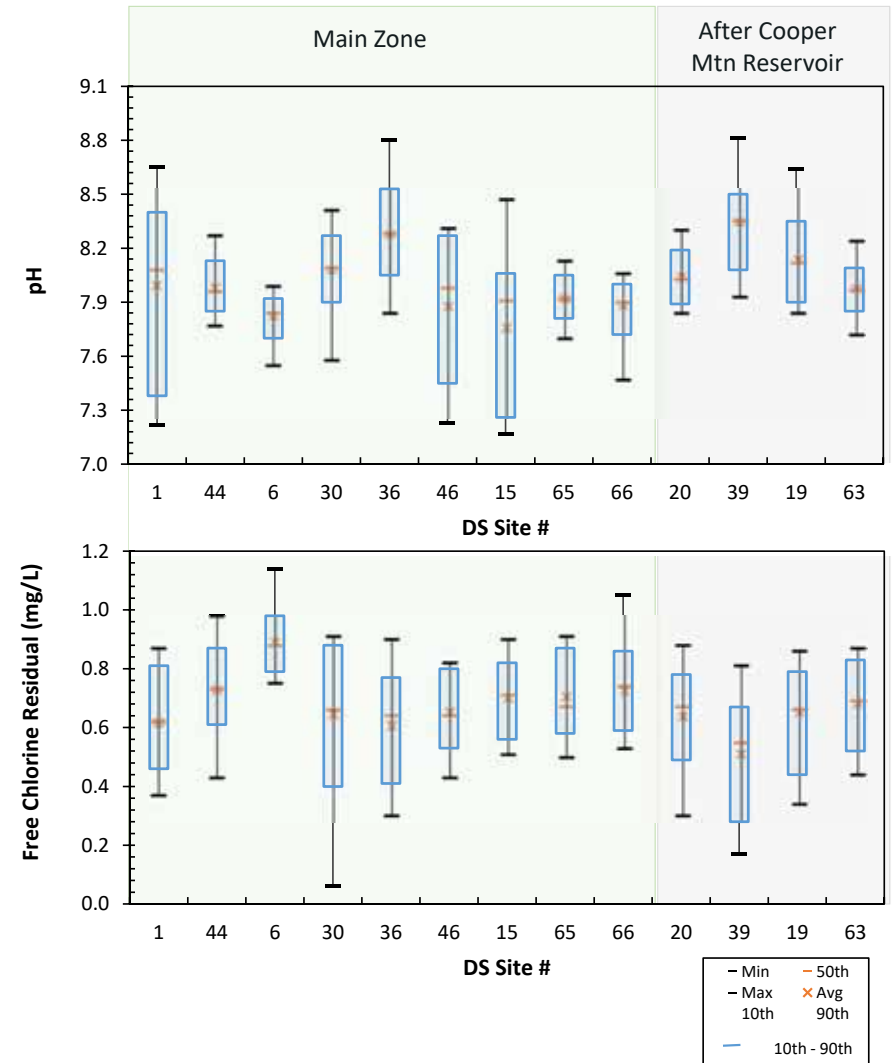 Main Zone
After Cooper
Mtn Reservoir
9.1
8.8
8.5
8.2
7.9
7.6
7.3
7.0
pH
1 44 6 30 36 46 15 65 66 20 39 19 63
DS Site #
1.2
1.0
0.8
0.6
0.4
0.2
0.0
Free Chlorine Residual (mg/L)
1 44 6 30 36 46 15 65 66 20 39 19 63
DS Site #
Min 50th
Max Avg
10th 90th
10th - 90th